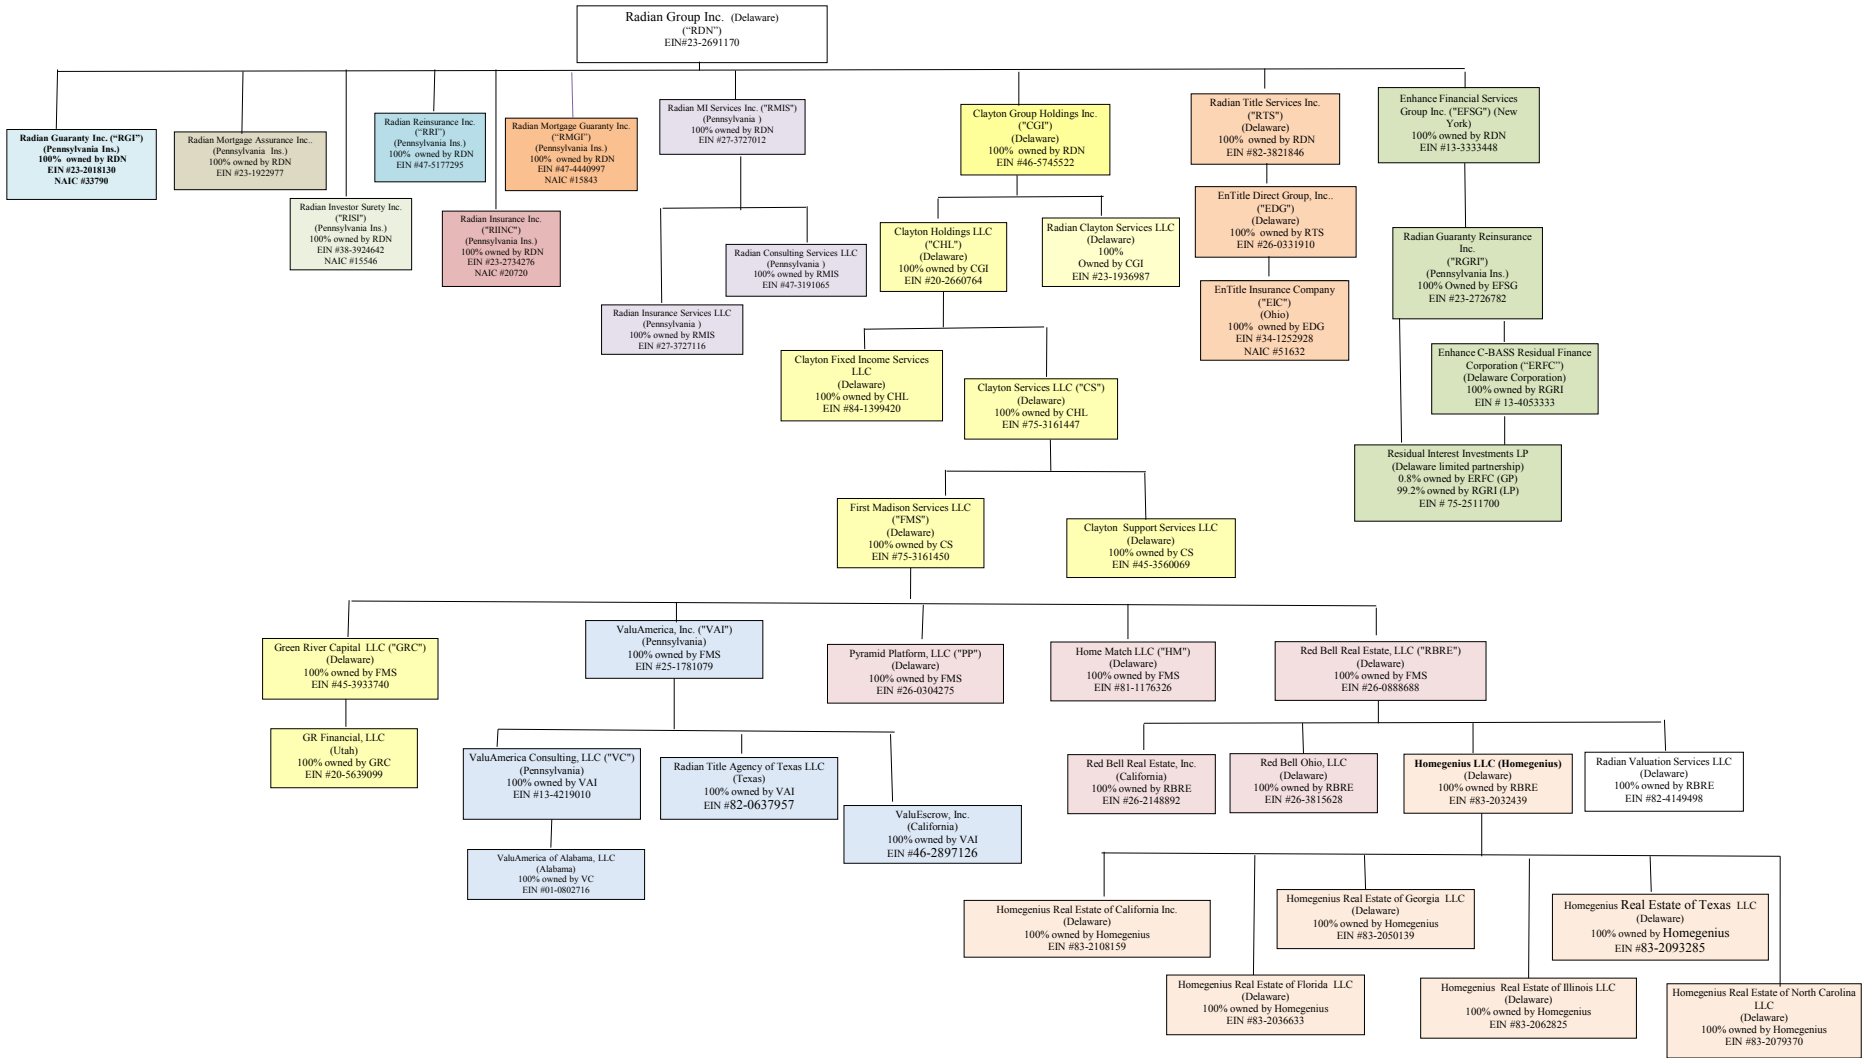 Radian Group Inc. (Delaware)
("RDN")
EIN#23-2691170
Radian Guaranty Inc. ("RGI")
(Pennsylvania Ins.)
100% owned by RDN
EIN #23-2018130
NAIC #33790
Radian Mortgage Assurance Inc..
(Pennsylvania Ins.)
100% owned by RDN
EIN #23-1922977
Radian Investor Surety Inc.
("RISI")
(Pennsylvania Ins.)
100% owned by RDN
EIN #38-3924642
NAIC #15546
Radian Reinsurance Inc.
("RRI")
(Pennsylvania Ins.)
100% owned by RDN
EIN #47-5177295
Radian Insurance Inc.
("RIINC")
(Pennsylvania Ins.)
100% owned by RDN
EIN #23-2734276
NAIC #20720
Radian Mortgage Guaranty Inc.
("RMGI")
(Pennsylvania Ins.)
100% owned by RDN
EIN #47-4440997
NAIC #15843
Radian MI Services Inc. ("RMIS")
(Pennsylvania )
100% owned by RDN
EIN #27-3727012
Radian Consulting Services LLC
(Pennsylvania )
100% owned by RMIS
EIN #47-3191065
Radian Insurance Services LLC
(Pennsylvania )
100% owned by RMIS
EIN #27-3727116
Clayton Group Holdings Inc.
("CGI")
(Delaware)
100% owned by RDN
EIN #46-5745522
Clayton Holdings LLC
("CHL")
(Delaware)
100% owned by CGI
EIN #20-2660764
Radian Clayton Services LLC
(Delaware)
100%
Owned by CGI
EIN #23-1936987
Clayton Fixed Income Services
LLC
(Delaware)
100% owned by CHL
EIN #84-1399420
Clayton Services LLC ("CS")
(Delaware)
100% owned by CHL
EIN #75-3161447
First Madison Services LLC
("FMS")
(Delaware)
100% owned by CS
EIN #75-3161450
Clayton Support Services LLC
(Delaware)
100% owned by CS
EIN #45-3560069
Radian Title Services Inc.
("RTS")
(Delaware)
100% owned by RDN
EIN #82-3821846
EnTitle Direct Group, Inc..
("EDG")
(Delaware)
100% owned by RTS
EIN #26-0331910
EnTitle Insurance Company
("EIC")
(Ohio)
100% owned by EDG
EIN #34-1252928
NAIC #51632
Enhance Financial Services
Group Inc. ("EFSG") (New
York)
100% owned by RDN
EIN #13-3333448
Radian Guaranty Reinsurance
Inc.
("RGRI")
(Pennsylvania Ins.)
100% Owned by EFSG
EIN #23-2726782
Enhance C-BASS Residual Finance
Corporation ("ERFC")
(Delaware Corporation)
100% owned by RGRI
EIN # 13-4053333
Residual Interest Investments LP
(Delaware limited partnership)
0.8% owned by ERFC (GP)
99.2% owned by RGRI (LP)
EIN # 75-2511700
Green River Capital LLC ("GRC")
(Delaware)
100% owned by FMS
EIN #45-3933740
GR Financial, LLC
(Utah)
100% owned by GRC
EIN #20-5639099
ValuAmerica, Inc. ("VAI")
(Pennsylvania)
100% owned by FMS
EIN #25-1781079
ValuAmerica Consulting, LLC ("VC")
(Pennsylvania)
100% owned by VAI
EIN #13-4219010
ValuAmerica of Alabama, LLC
(Alabama)
100% owned by VC
EIN #01-0802716
Radian Title Agency of Texas LLC
(Texas)
100% owned by VAI
EIN #82-0637957
ValuEscrow, Inc.
(California)
100% owned by VAI
EIN #46-2897126
Pyramid Platform, LLC ("PP")
(Delaware)
100% owned by FMS
EIN #26-0304275
Home Match LLC ("HM")
(Delaware)
100% owned by FMS
EIN #81-1176326
Red Bell Real Estate, LLC ("RBRE")
(Delaware)
100% owned by FMS
EIN #26-0888688
Red Bell Real Estate, Inc.
(California)
100% owned by RBRE
EIN #26-2148892
Red Bell Ohio, LLC
(Delaware)
100% owned by RBRE
EIN #26-3815628
Homegenius LLC (Homegenius)
(Delaware)
100% owned by RBRE
EIN #83-2032439
Radian Valuation Services LLC
(Delaware)
100% owned by RBRE
EIN #82-4149498
Homegenius Real Estate of California Inc.
(Delaware)
100% owned by Homegenius
EIN #83-2108159
Homegenius Real Estate of Florida LLC
(Delaware)
100% owned by Homegenius
EIN #83-2036633
Homegenius Real Estate of Georgia LLC
(Delaware)
100% owned by Homegenius
EIN #83-2050139
Homegenius Real Estate of Illinois LLC
(Delaware)
100% owned by Homegenius
EIN #83-2062825
Homegenius Real Estate of Texas LLC
(Delaware)
100% owned by Homegenius
EIN #83-2093285
Homegenius Real Estate of North Carolina
LLC
(Delaware)
100% owned by Homegenius
EIN #83-2079370